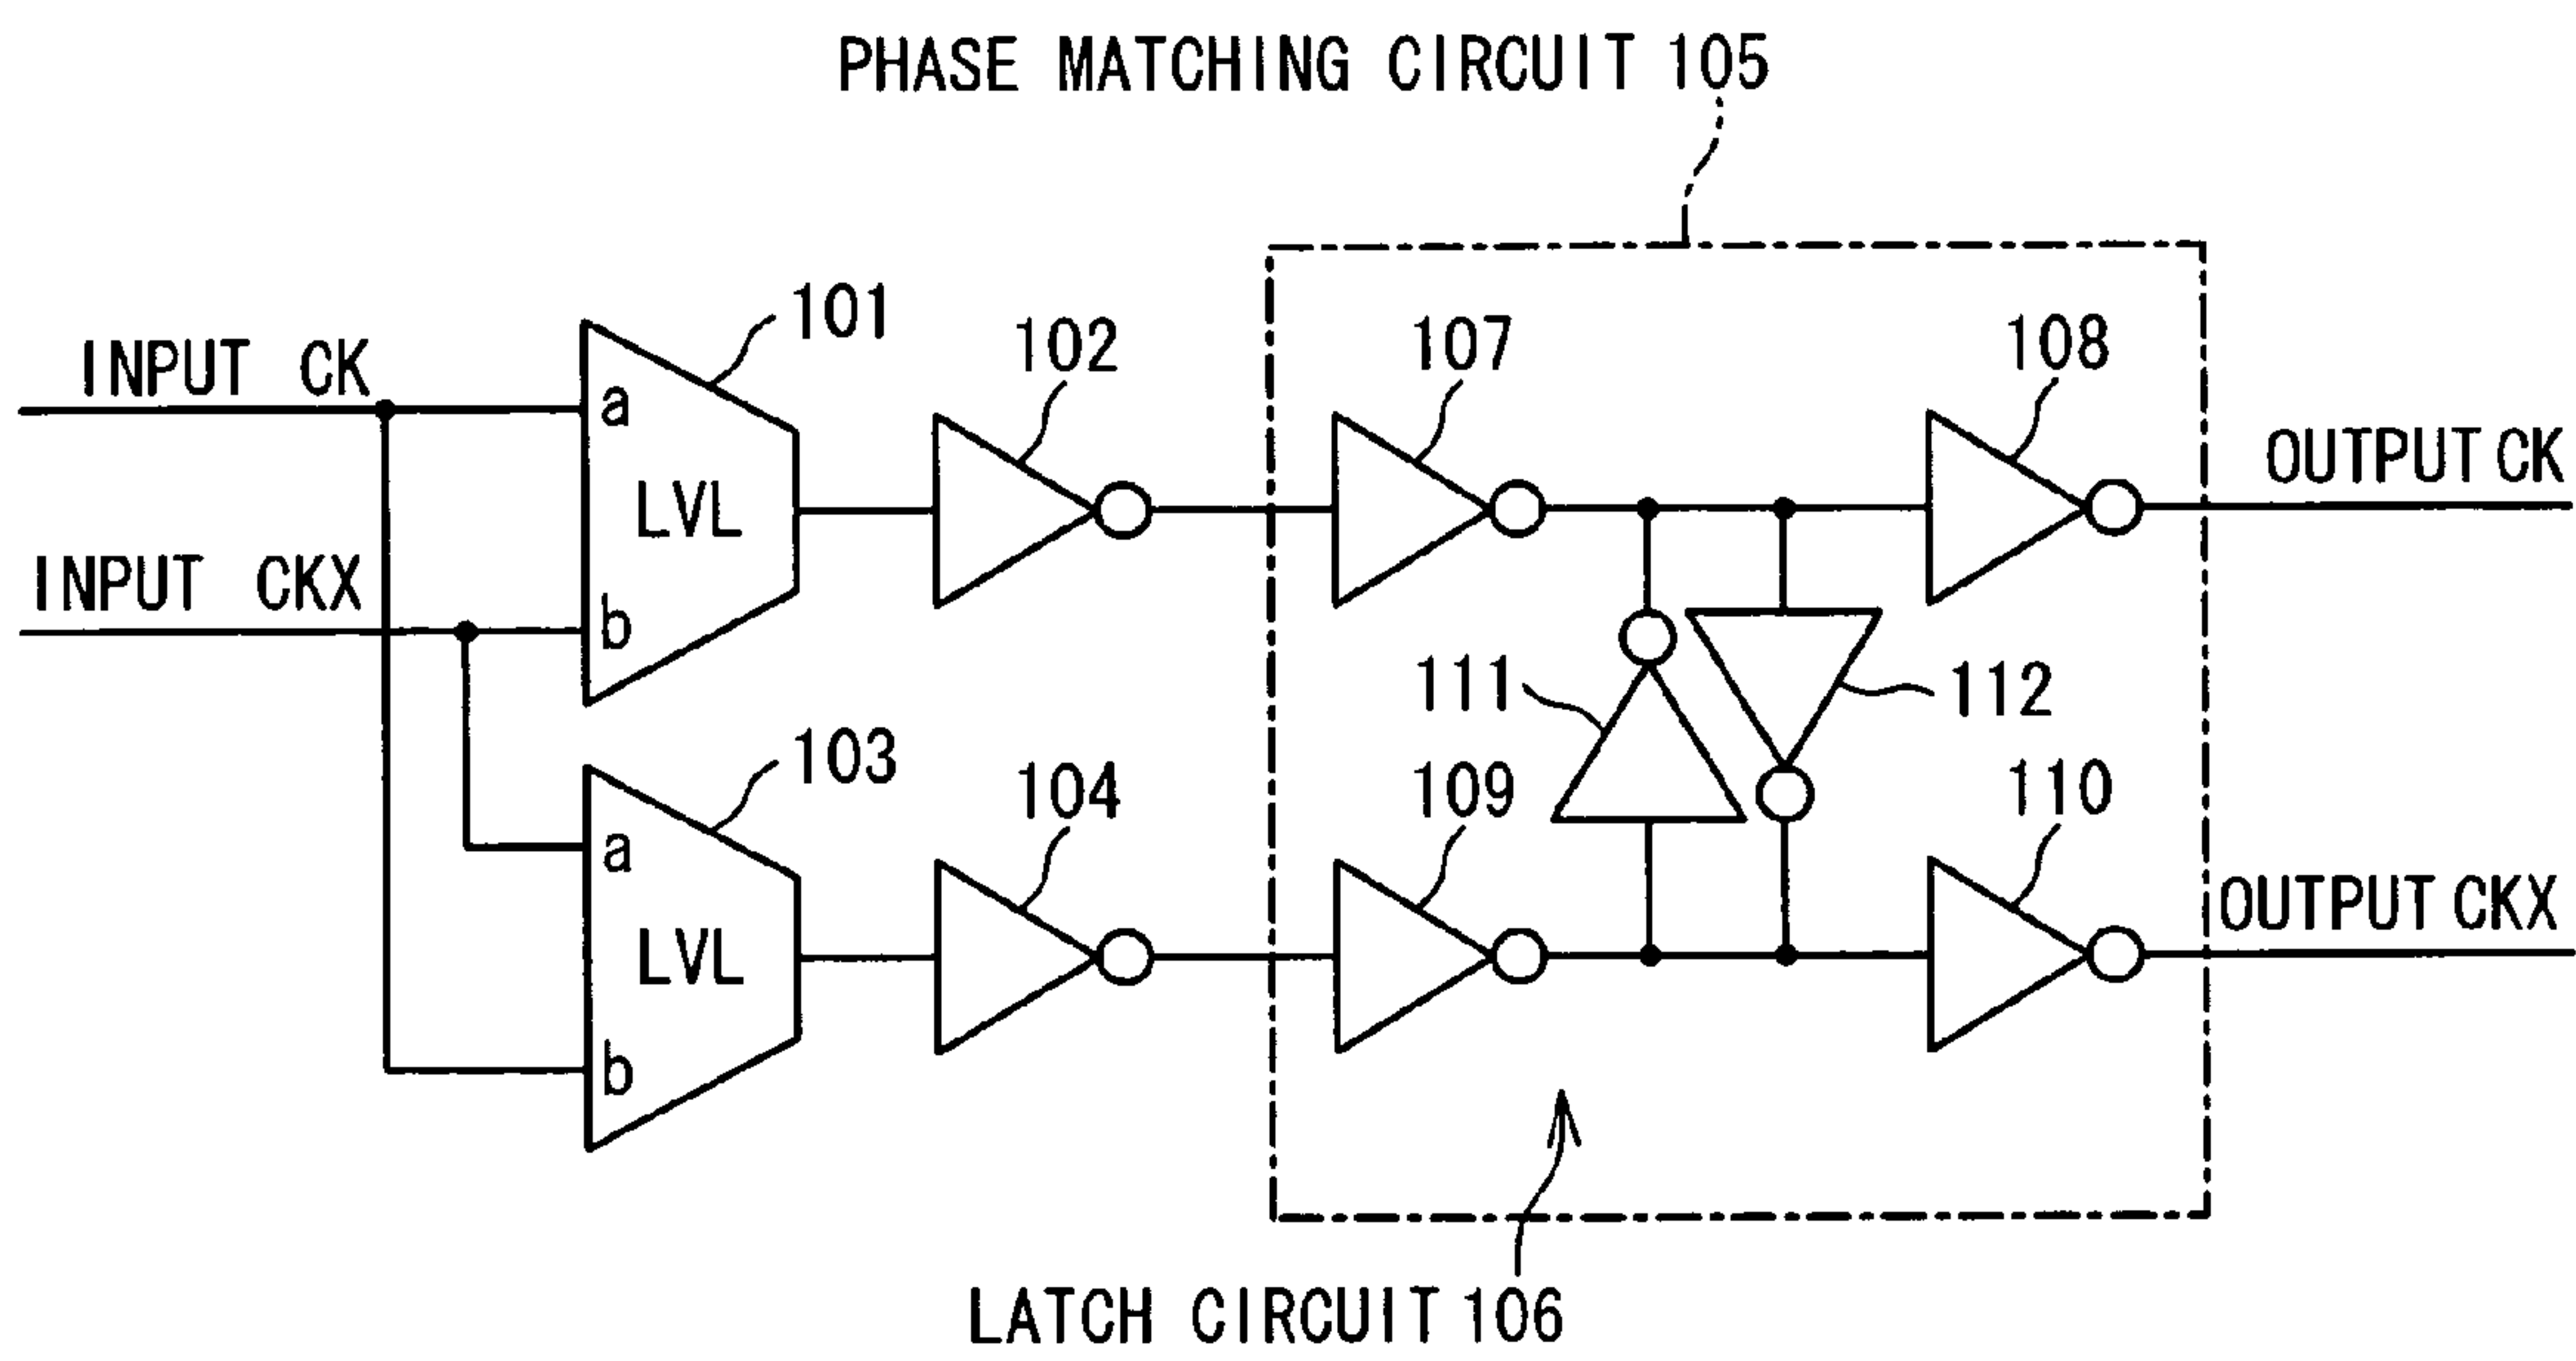 PHASE MATCHING CIRCUIT 105
INPUT CK
101
102
107
108
a
OUTPUT CK
LVL
INPUT CKX
b
111
112
103
104
109
110
a
OUTPUT CKX
LVL
b
LATCH CIRCUIT 106